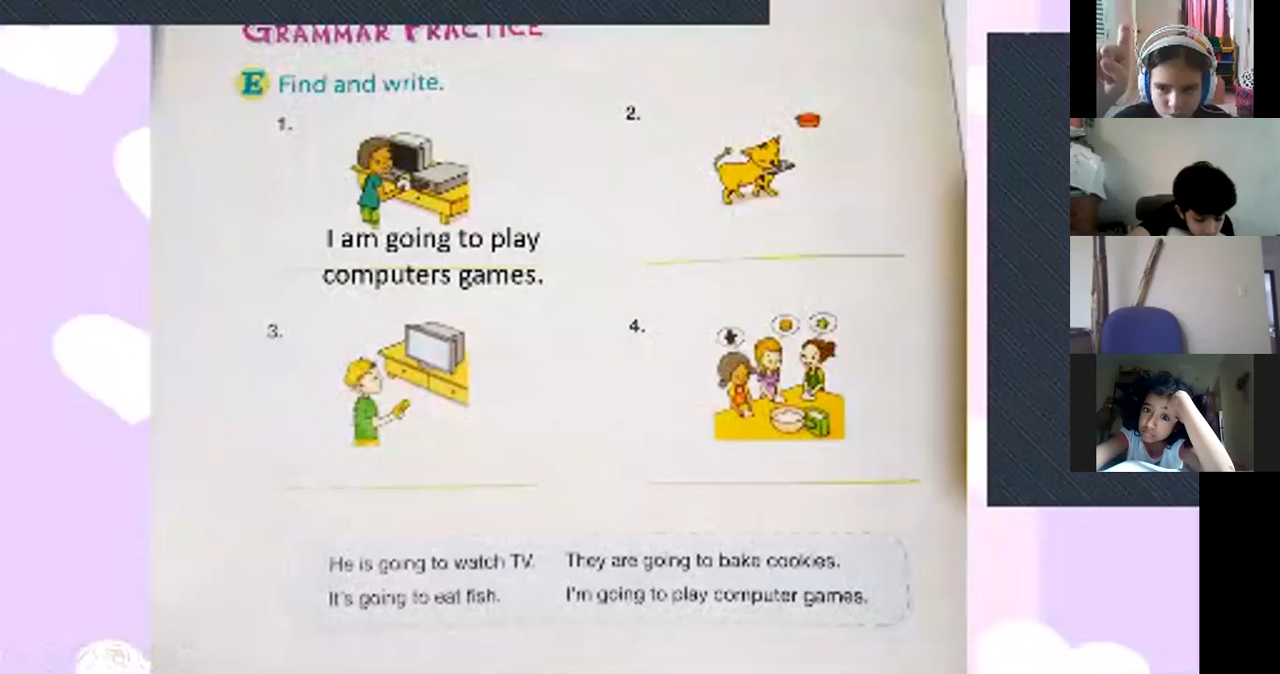 GRAMMAR PRACTICE
E Find and write.
1.
2.
I am going to play
computers games.
3.
4.
He is going to watch TV. They are going to bake cookies.
It's going to eat fish. I'm going to play computer games.